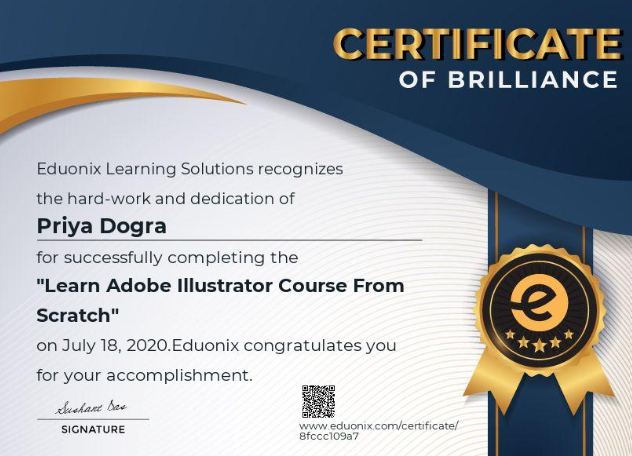 CERTIFICATE
OF BRILLIANCE
Eduonix Learning Solutions recognizes
the hard-work and dedication of
Priya Dogra
for successfully completing the
"Learn Adobe Illustrator Course From
Scratch"
on July 18, 2020.Eduonix congratulates you
for your accomplishment.
Sushant Das
SIGNATURE
www.eduonix.com/certificate/
8fccc109a7
e